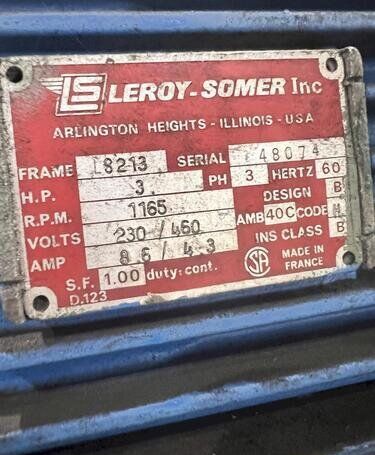 LS LEROY-SOMER Inc
ARLINGTON HEIGHTS - ILLINOIS - USA
FRAME L8213 SERIAL 48074
H.P. 3 PH 3 HERTZ 60
R.P.M. 1165 DESIGN B
VOLTS 230/460 AMB 40C CODE
AMP 8 6 / 4.3 INS CLASS B
S.F. 1.00 duty: cont. SA MADE IN
FRANCE
D.123